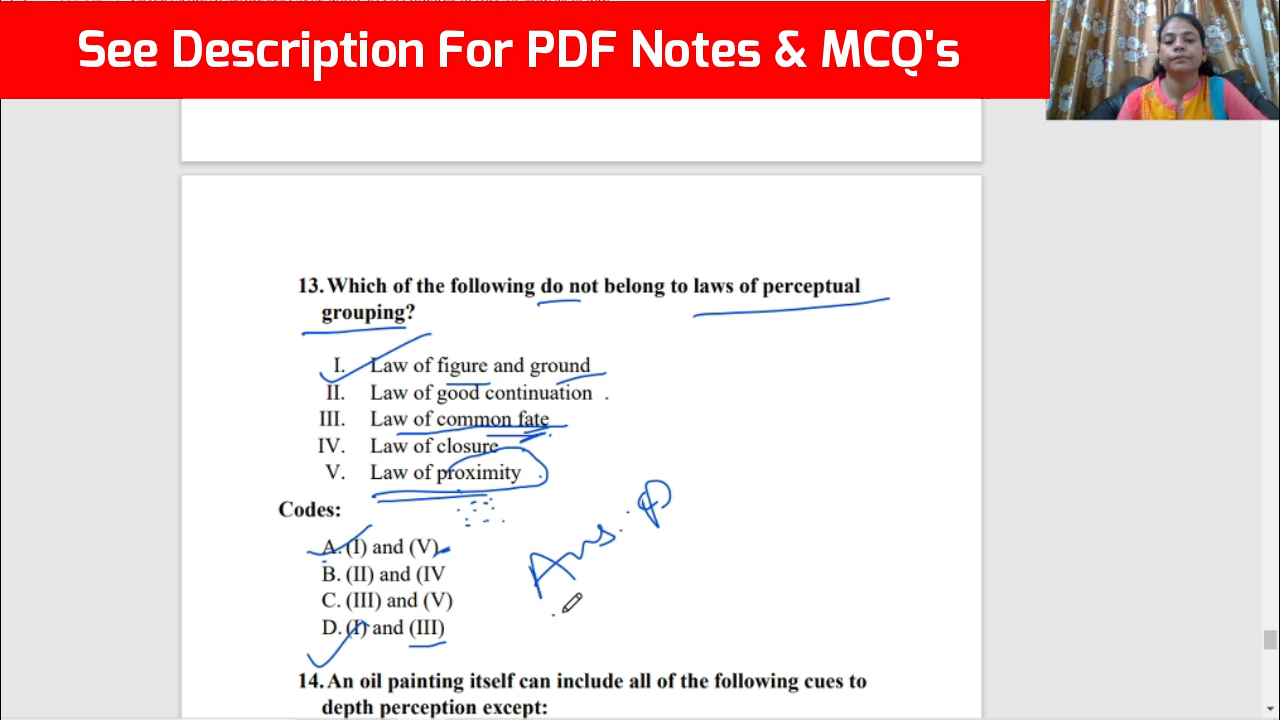 See Description For PDF Notes & MCQ's
13. Which of the following do not belong to laws of perceptual
grouping?
I. Law of figure and ground
II. Law of good continuation
III. Law of common fate
IV. Law of closure
V. Law of proximity
Codes:
A. (I) and (V)
B. (II) and (IV
C. (III) and (V)
D. (I) and (III)
Ans. D
14. An oil painting itself can include all of the following cues to
depth perception except: